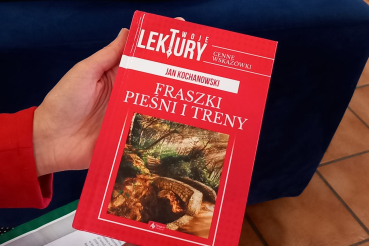 TWOJE
LEKTURY
CENNE
WSKAZÓWKI
JAN KOCHANOWSKI
FRASZKI
PIEŚNI I TRENY